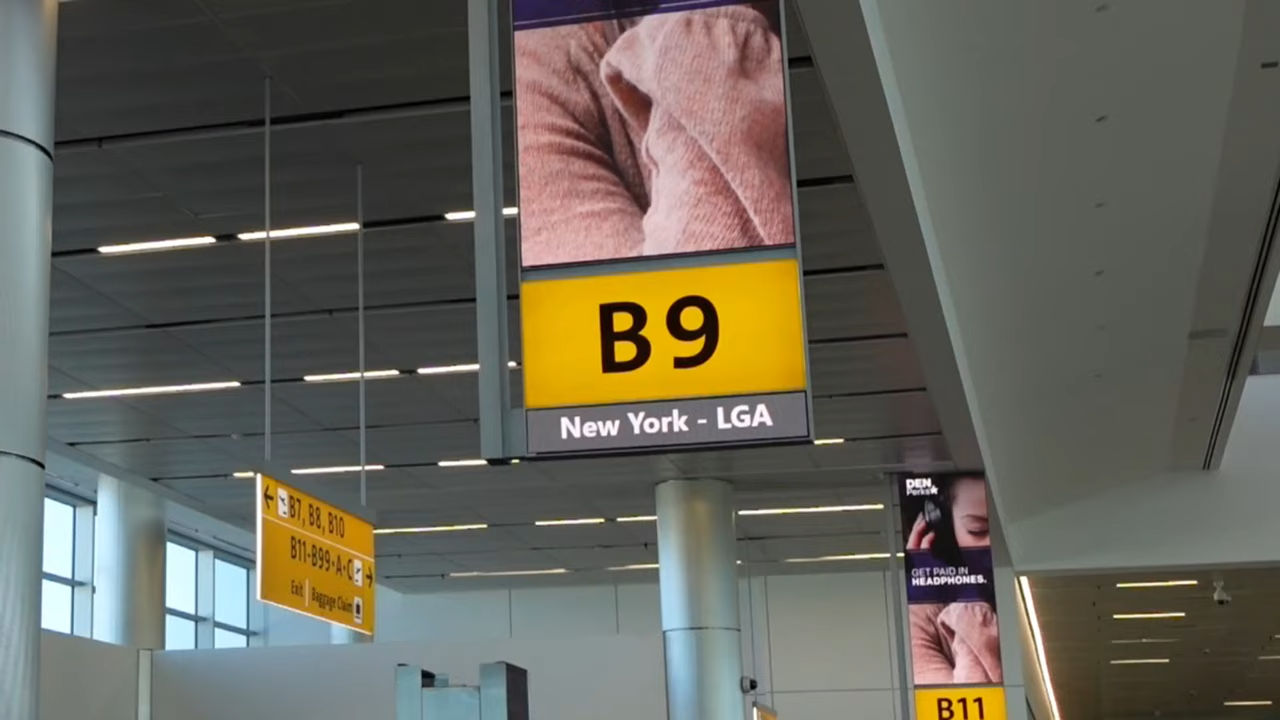 B9
New York - LGA
B7, B8, B10
B11-B99•A•C
Exit | Baggage Claim
DEN
Perks
GET PAID IN
HEADPHONES.
B11